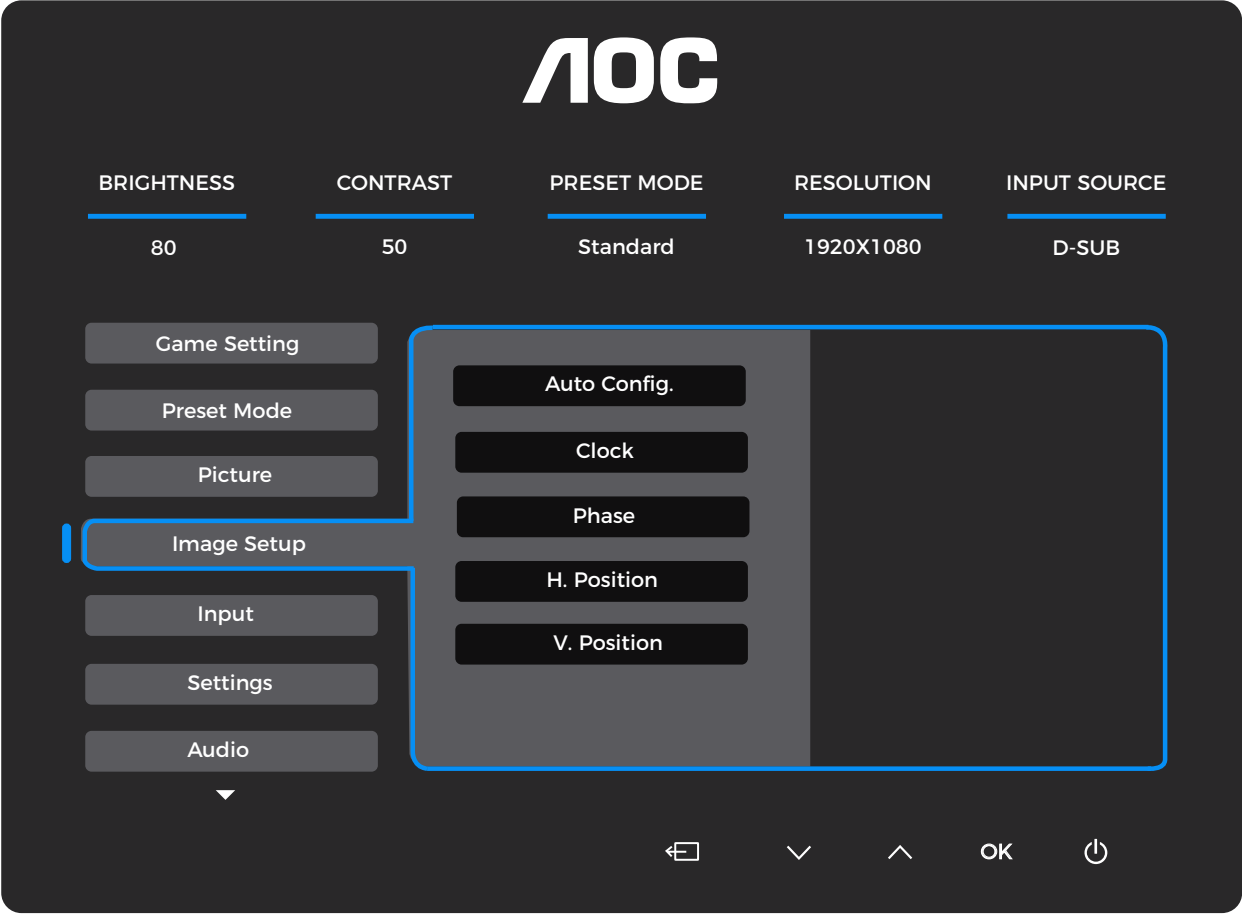 AOC
BRIGHTNESS CONTRAST PRESET MODE RESOLUTION INPUT SOURCE
80 50 Standard 1920X1080 D-SUB
Game Setting
Preset Mode
Picture
Image Setup
Input
Settings
Audio
Auto Config.
Clock
Phase
H. Position
V. Position
OK